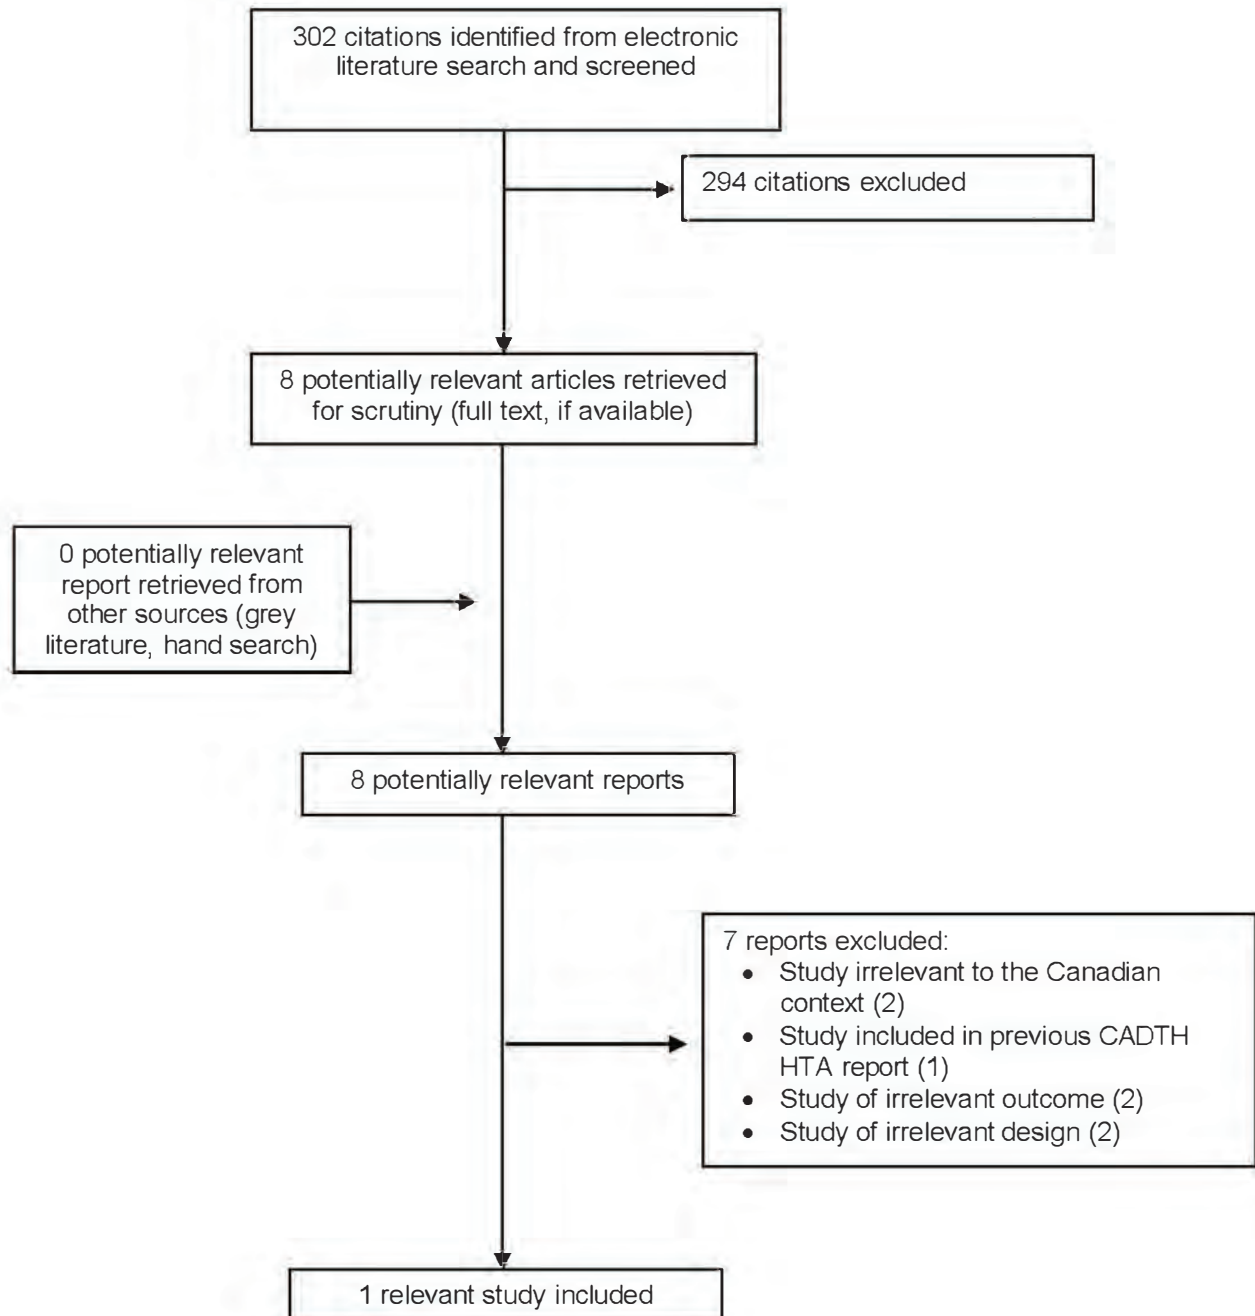 302 citations identified from electronic
literature search and screened
294 citations excluded
8 potentially relevant articles retrieved
for scrutiny (full text, if available)
0 potentially relevant
report retrieved from
other sources (grey
literature, hand search)
8 potentially relevant reports
7 reports excluded:
• Study irrelevant to the Canadian
context (2)
• Study included in previous CADTH
HTA report (1)
• Study of irrelevant outcome (2)
• Study of irrelevant design (2)
1 relevant study included